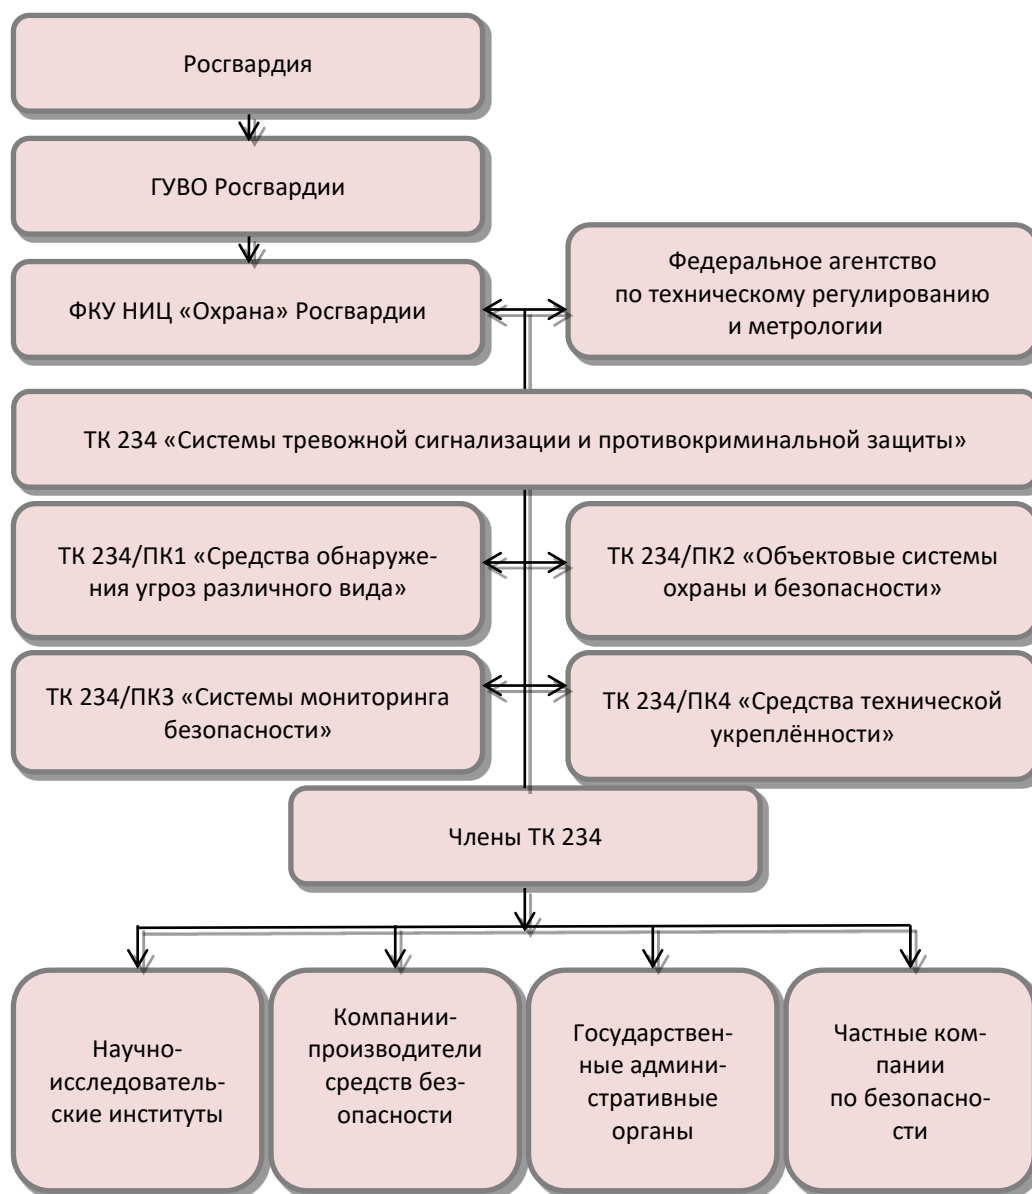 Росгвардия
ГУВО Росгвардии
ФКУ НИЦ «Охрана» Росгвардии
Федеральное агентство
по техническому регулированию
и метрологии
ТК 234 «Системы тревожной сигнализации и противокриминальной защиты»
ТК 234/ПК1 «Средства обнаруже-
ния угроз различного вида»
ТК 234/ПК2 «Объектовые системы
охраны и безопасности»
ТК 234/ПК3 «Системы мониторинга
безопасности»
ТК 234/ПК4 «Средства технической
укреплённости»
Члены ТК 234
Научно-
исследователь-
ские институты
Компании-
производители
средств без-
опасности
Государствен-
ные админи-
стративные
органы
Частные ком-
пании
по безопасно-
сти